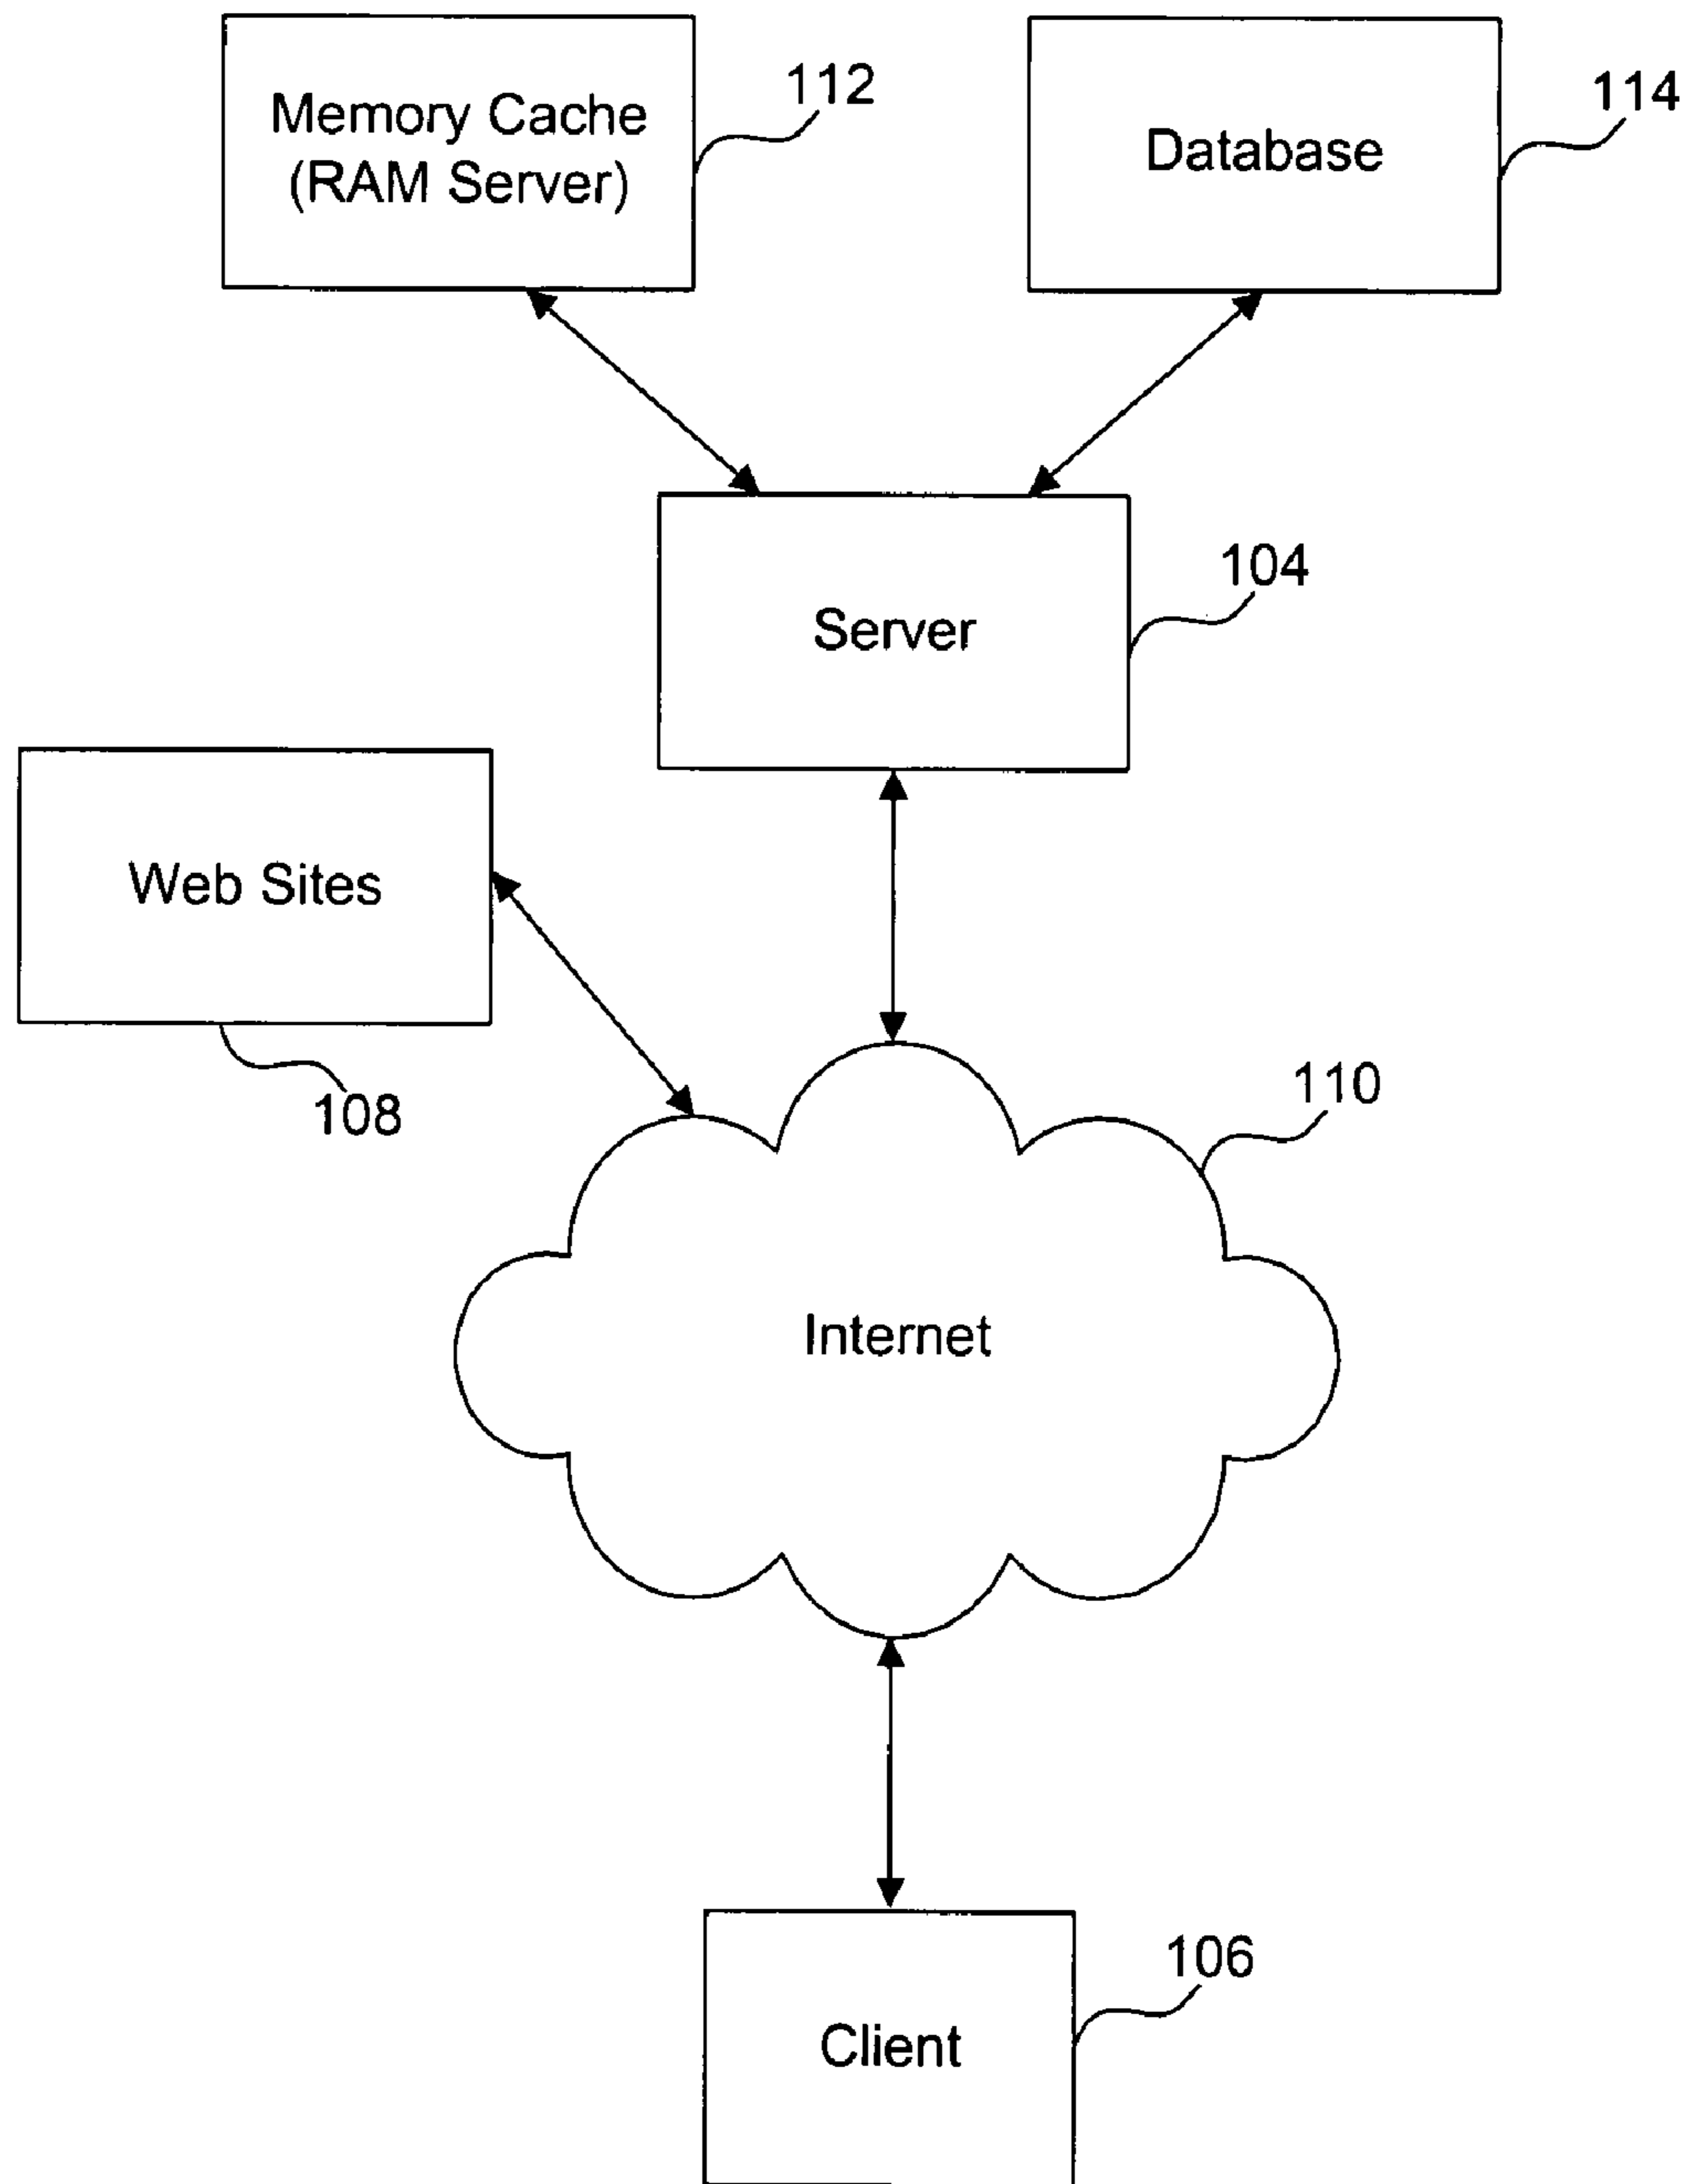 Memory Cache
(RAM Server)
112
Database
114
Server
104
Web Sites
108
110
Internet
Client
106